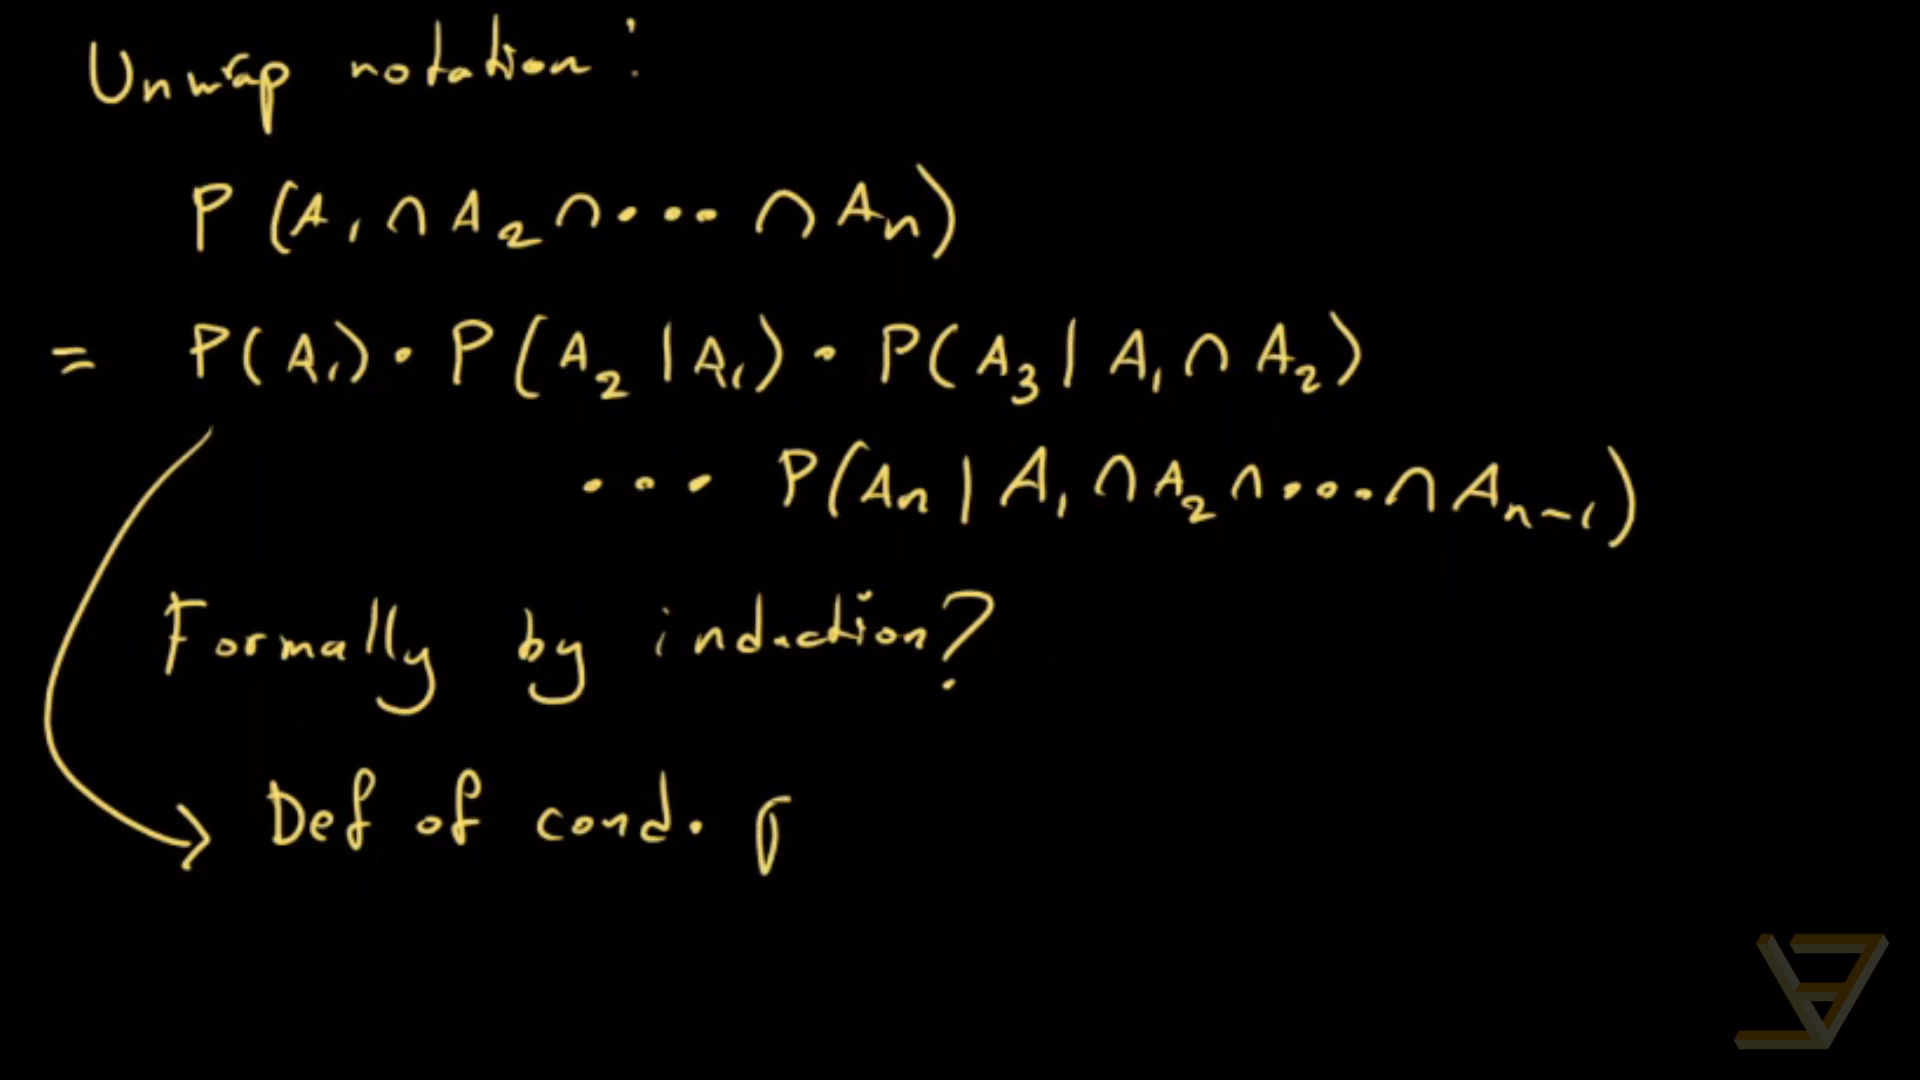 Unwrap notation:
P(A₁ ∩ A₂ ∩ ··· ∩ Aₙ)
= P(A₁) · P(A₂ | A₁) · P(A₃ | A₁ ∩ A₂)
··· P(Aₙ | A₁ ∩ A₂ ∩ ··· ∩ Aₙ₋₁)
Formally by induction?
Def of cond.